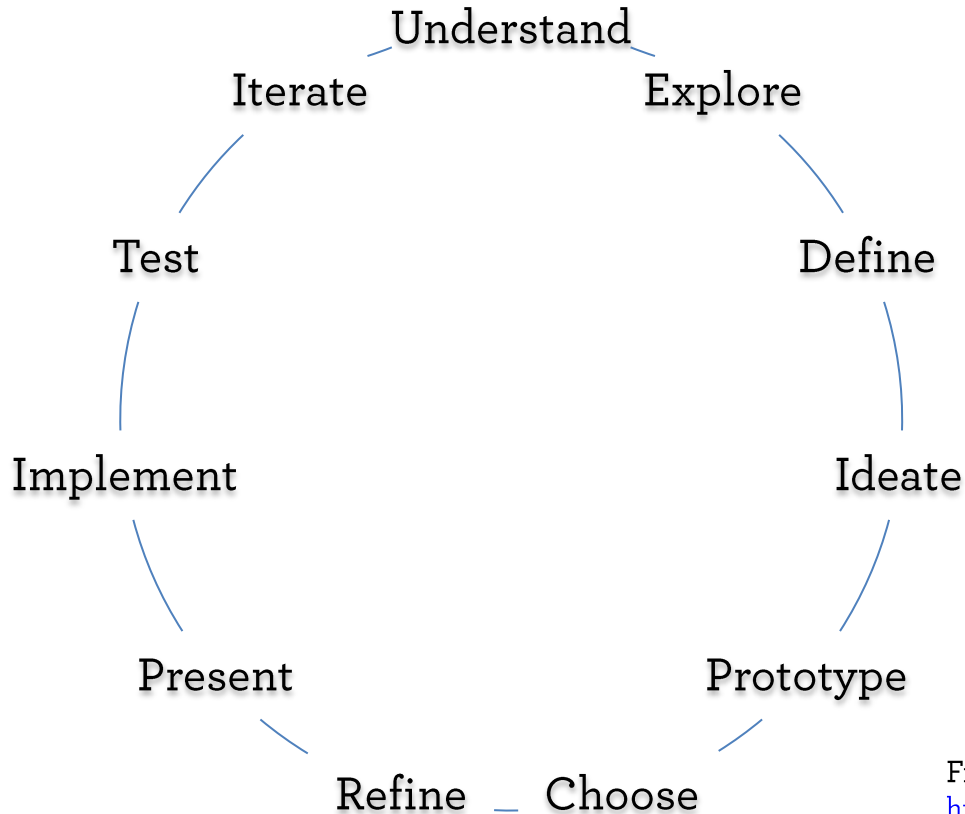 Understand
Explore
Define
Ideate
Prototype
Choose
Refine
Present
Implement
Test
Iterate